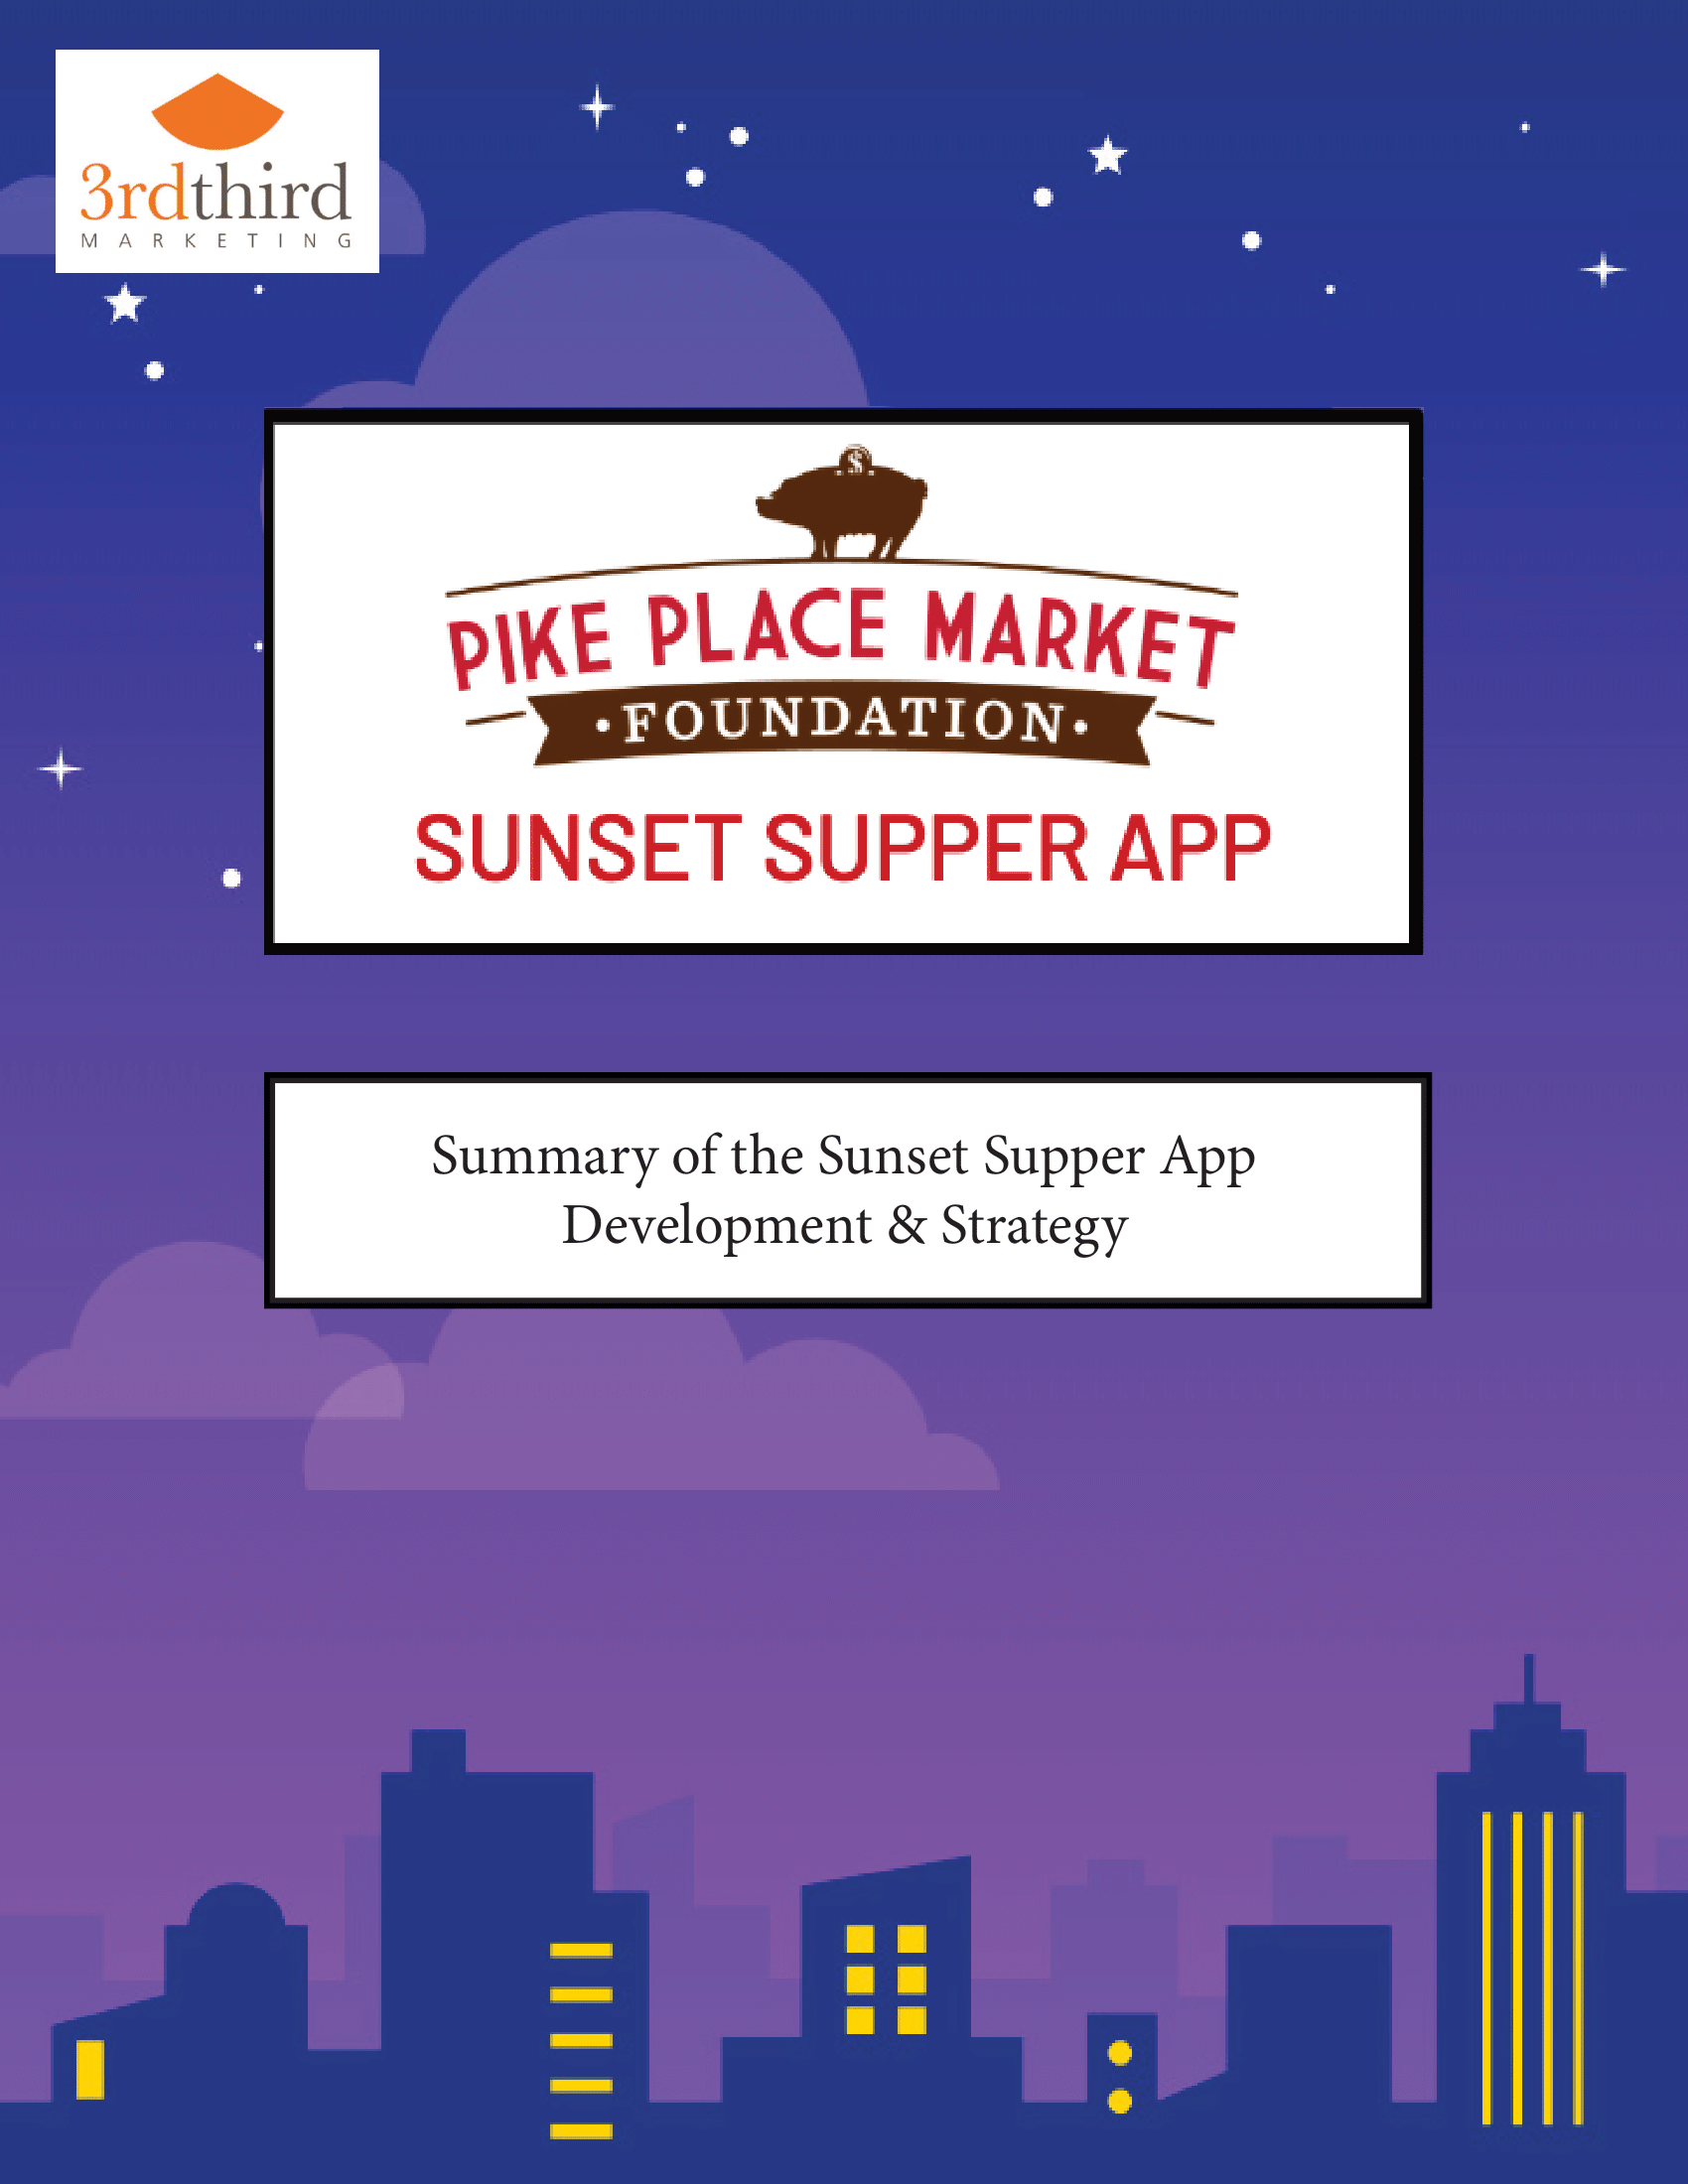 3rdthird
MARKETING
$
PIKE PLACE MARKET
·FOUNDATION·
SUNSET SUPPER APP
Summary of the Sunset Supper App
Development & Strategy